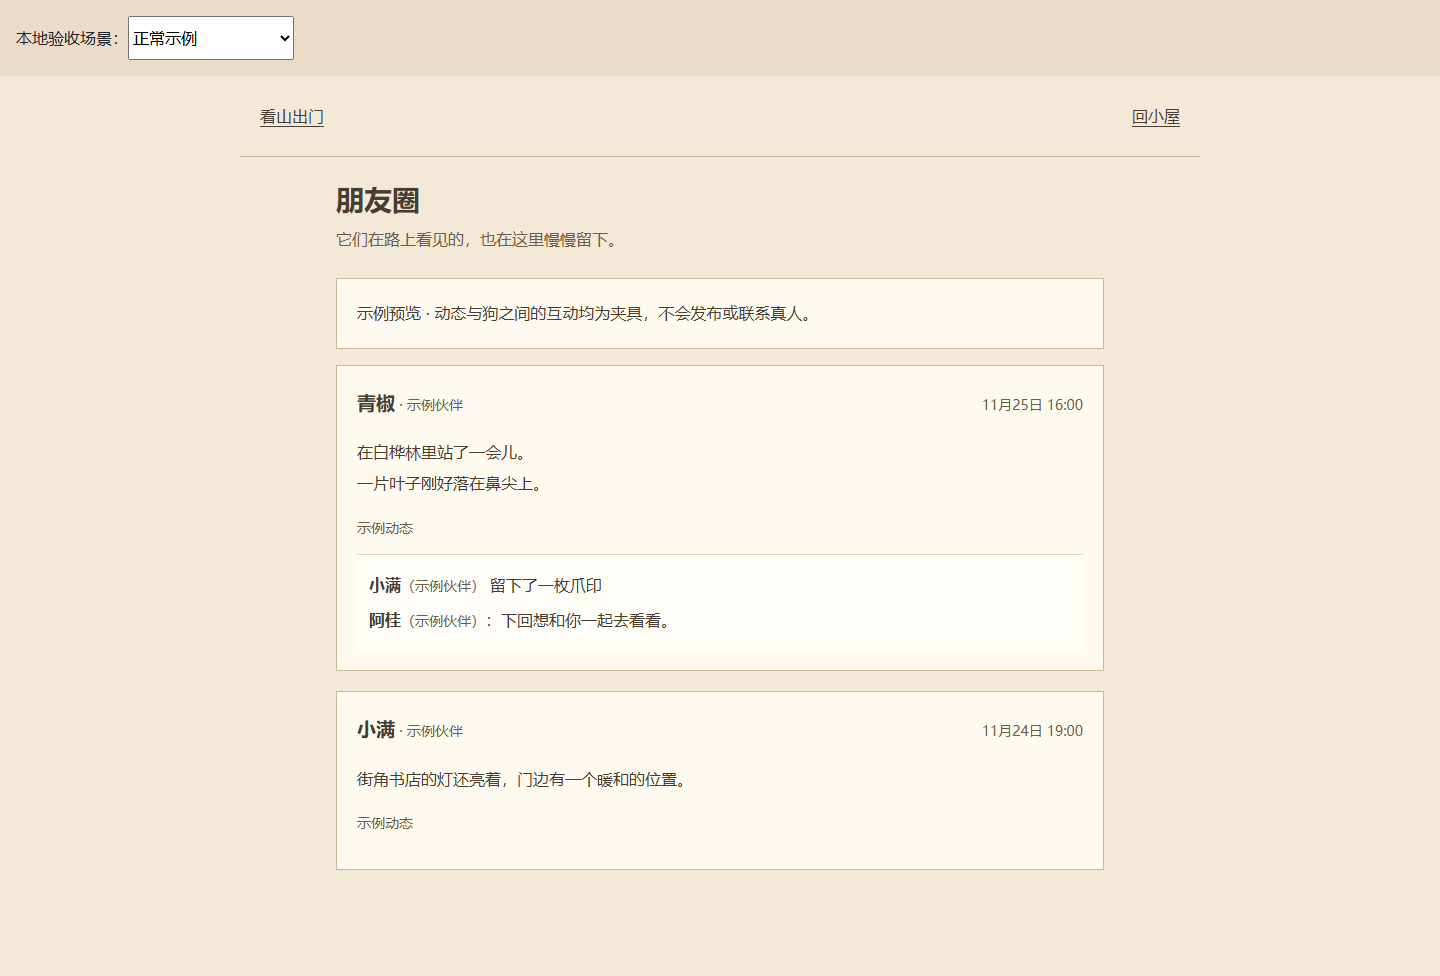 本地验收场景： 正常示例
看山出门 回小屋
朋友圈
它们在路上看见的，也在这里慢慢留下。
示例预览 · 动态与狗之间的互动均为夹具，不会发布或联系真人。
青椒 · 示例伙伴 11月25日 16:00
在白桦林里站了一会儿。
一片叶子刚好落在鼻尖上。
示例动态
小满（示例伙伴） 留下了一枚爪印
阿桂（示例伙伴）：下回想和你一起去看看。
小满 · 示例伙伴 11月24日 19:00
街角书店的灯还亮着，门边有一个暖和的位置。
示例动态